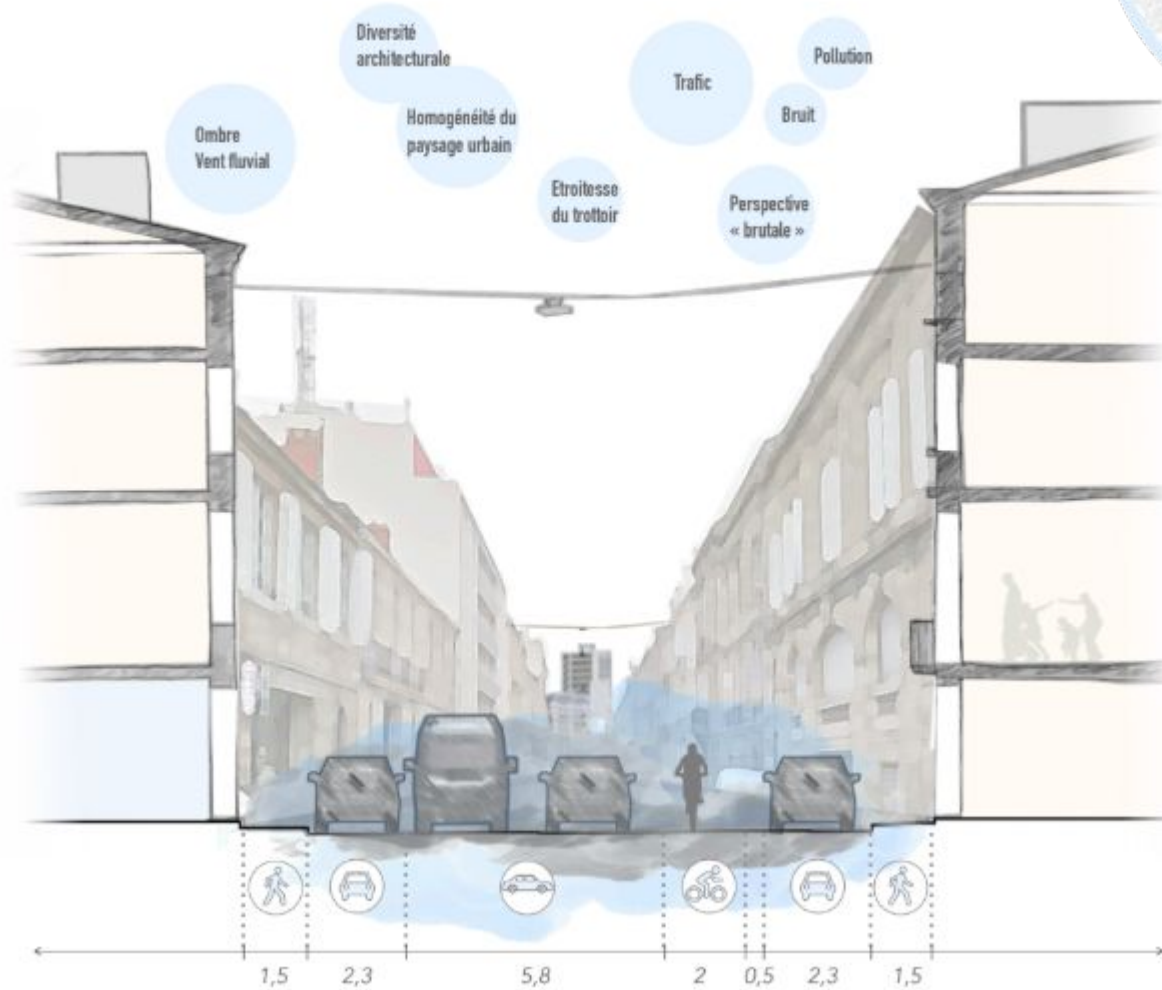 Diversité
architecturale
Pollution
Trafic
Homogénéité du
paysage urbain
Bruit
Ombre
Vent fluvial
Etroitesse
du trottoir
Perspective
« brutale »
1,5
2,3
5,8
2
0,5
2,3
1,5